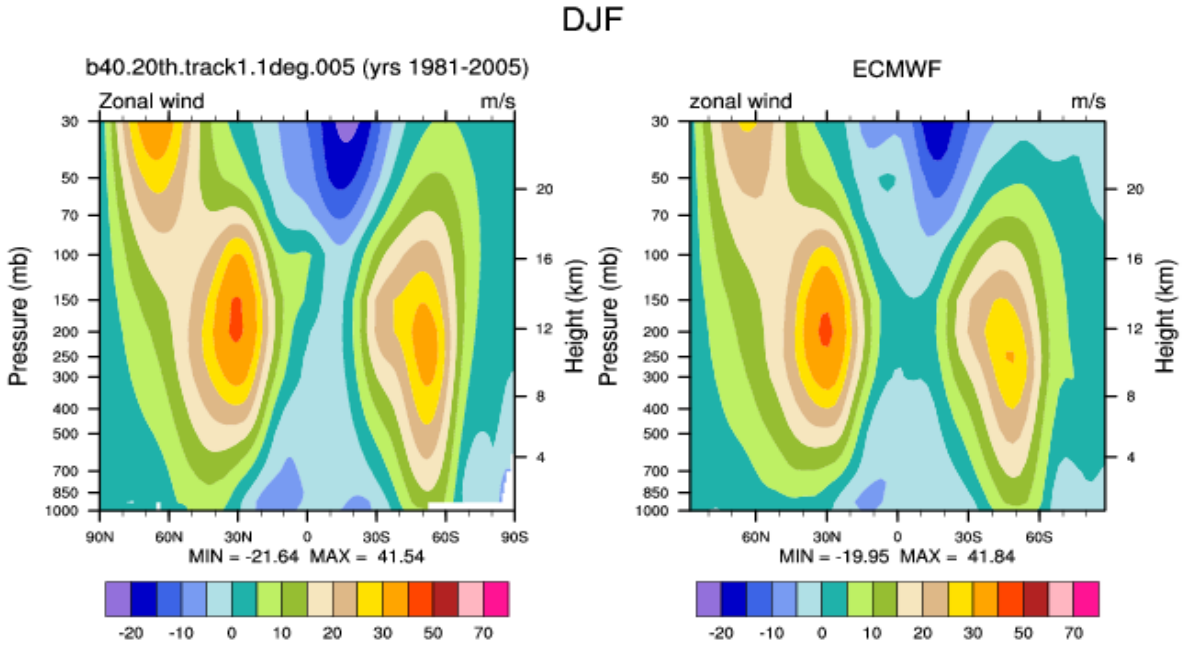 DJF
b40.20th.track1.1deg.005 (yrs 1981-2005)
Zonal wind m/s
Pressure (mb)
30
50
70
100
150
200
250
300
400
500
700
850
1000
20
16
12
8
4
Height (km)
90N 60N 30N 0 30S 60S 90S
MIN = -21.64 MAX = 41.54
-20 -10 0 10 20 30 50 70
ECMWF
zonal wind m/s
Pressure (mb)
30
50
70
100
150
200
250
300
400
500
700
850
1000
20
16
12
8
4
Height (km)
60N 30N 0 30S 60S
MIN = -19.95 MAX = 41.84
-20 -10 0 10 20 30 50 70